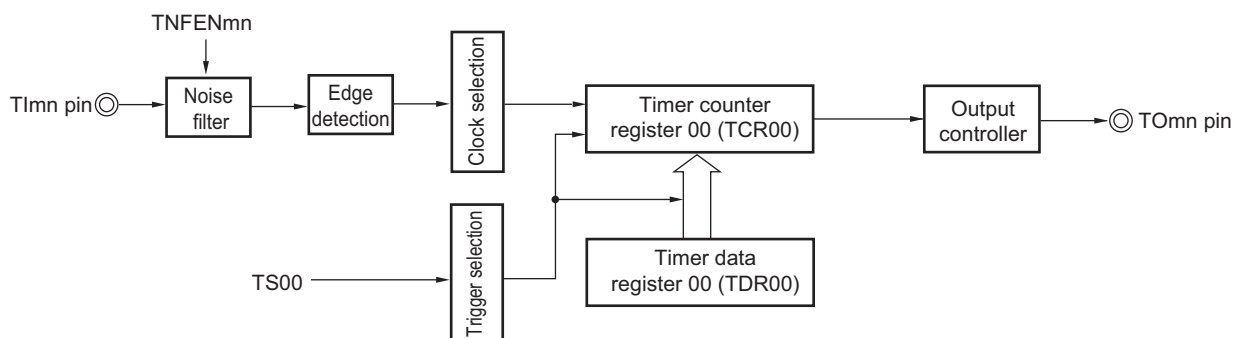 TNFENmn
TImn pin
Noise
filter
Edge
detection
Clock selection
Timer counter
register 00 (TCR00)
Output
controller
TOmn pin
TS00
Trigger selection
Timer data
register 00 (TDR00)